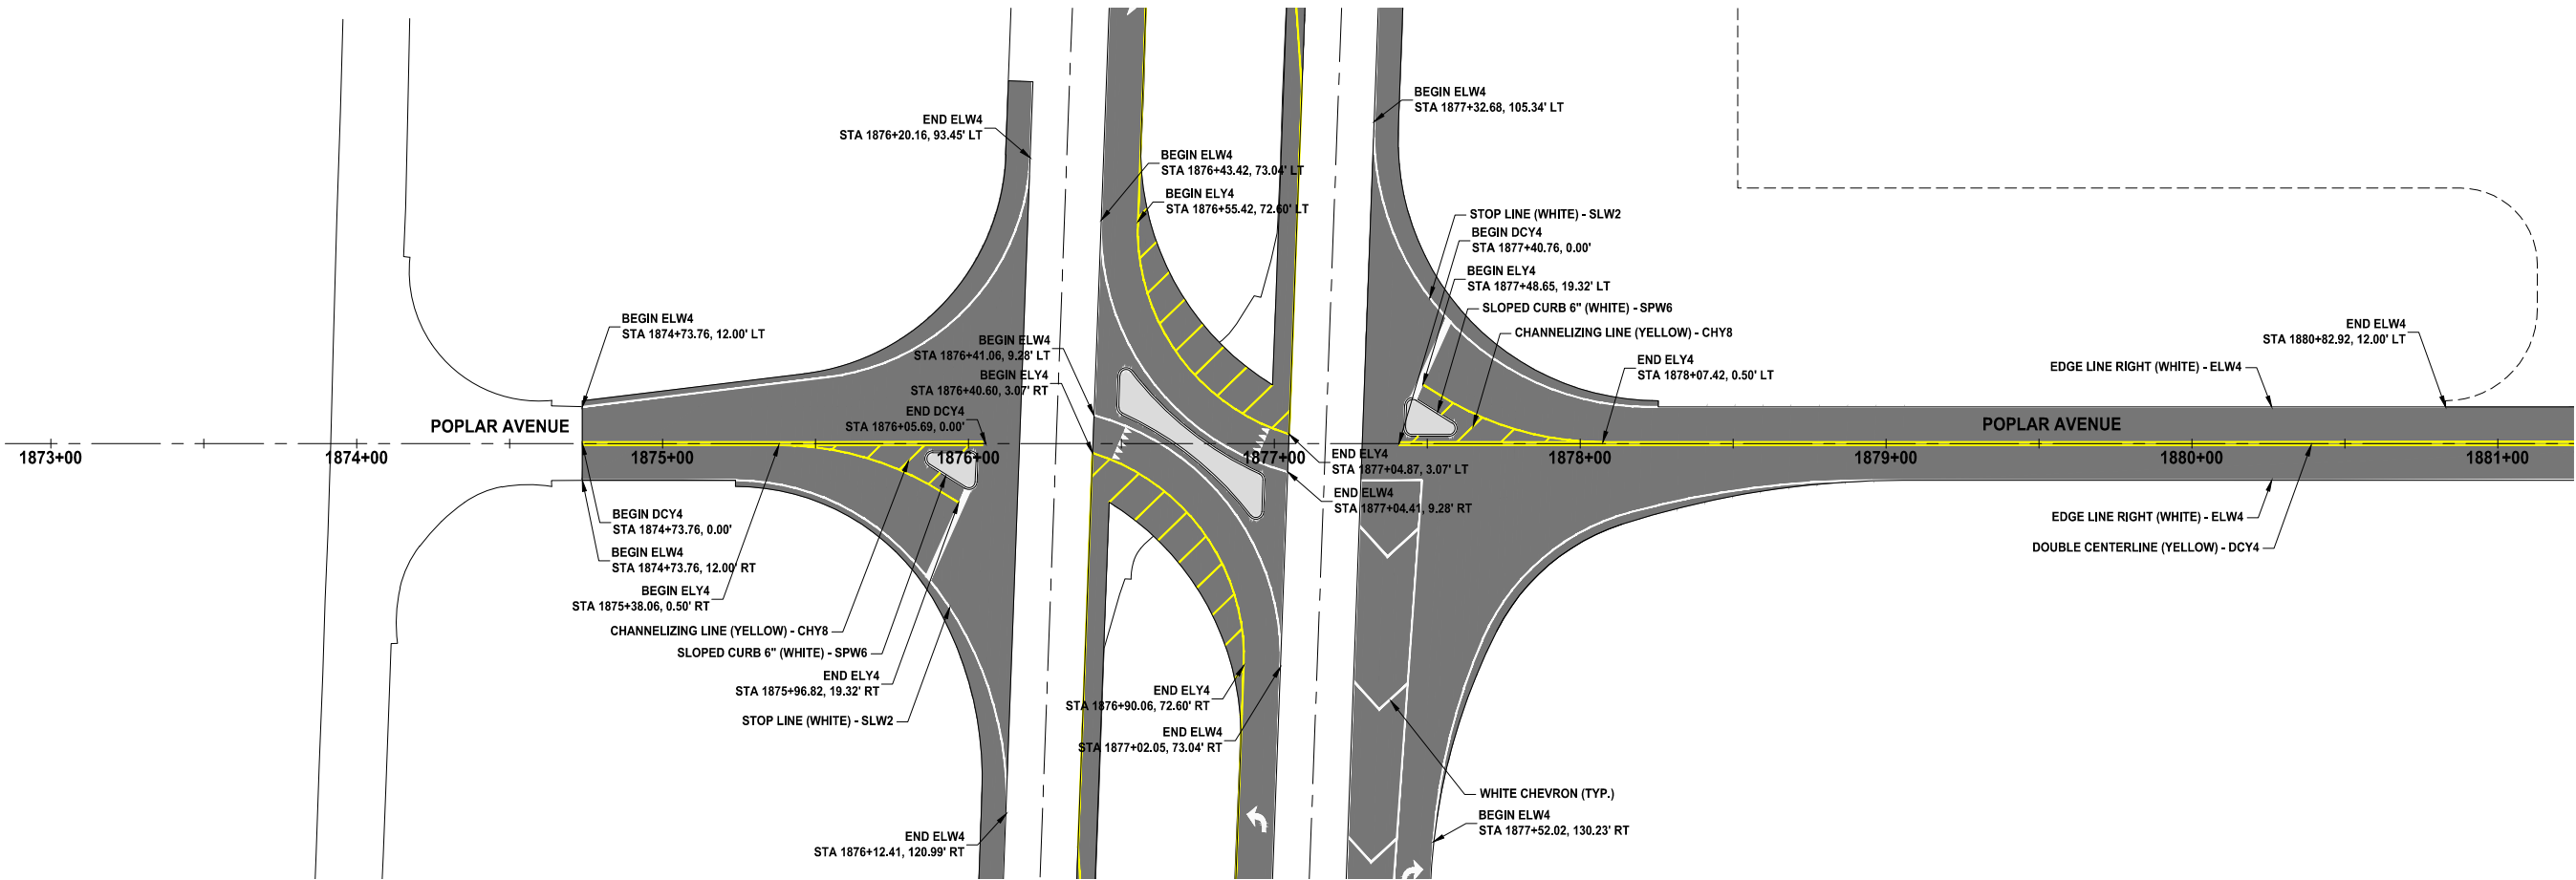 BEGIN ELW4
STA 1877+32.68, 105.34' LT
END ELW4
STA 1876+20.16, 93.45' LT
BEGIN ELW4
STA 1876+43.42, 73.04' LT
BEGIN ELY4
STA 1876+55.42, 72.60' LT
STOP LINE (WHITE) - SLW2
BEGIN DCY4
STA 1877+40.76, 0.00'
BEGIN ELY4
STA 1877+48.65, 19.32' LT
SLOPED CURB 6" (WHITE) - SPW6
CHANNELIZING LINE (YELLOW) - CHY8
BEGIN ELW4
STA 1874+73.76, 12.00' LT
END ELW4
STA 1880+82.92, 12.00' LT
BEGIN ELW4
STA 1876+41.06, 9.28' LT
BEGIN ELY4
STA 1876+40.60, 3.07' RT
END ELY4
STA 1878+07.42, 0.50' LT
EDGE LINE RIGHT (WHITE) - ELW4
END DCY4
STA 1876+05.69, 0.00'
POPLAR AVENUE
POPLAR AVENUE
1873+00
1874+00
1875+00
1876+00
1877+00
1878+00
1879+00
1880+00
1881+00
END ELY4
STA 1877+04.87, 3.07' LT
END ELW4
STA 1877+04.41, 9.28' RT
BEGIN DCY4
STA 1874+73.76, 0.00'
BEGIN ELW4
STA 1874+73.76, 12.00' RT
EDGE LINE RIGHT (WHITE) - ELW4
DOUBLE CENTERLINE (YELLOW) - DCY4
BEGIN ELY4
STA 1875+38.06, 0.50' RT
CHANNELIZING LINE (YELLOW) - CHY8
SLOPED CURB 6" (WHITE) - SPW6
END ELY4
STA 1875+96.82, 19.32' RT
STOP LINE (WHITE) - SLW2
END ELY4
STA 1876+90.06, 72.60' RT
END ELW4
STA 1877+02.05, 73.04' RT
WHITE CHEVRON (TYP.)
BEGIN ELW4
STA 1877+52.02, 130.23' RT
END ELW4
STA 1876+12.41, 120.99' RT